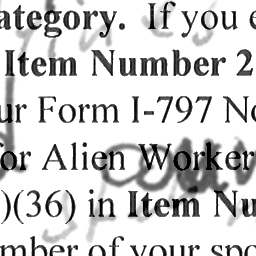 ategory. If you e
Item Number 2
ur Form I-797 No
for Alien Worker
)(36) in Item Nu
mber of your spo